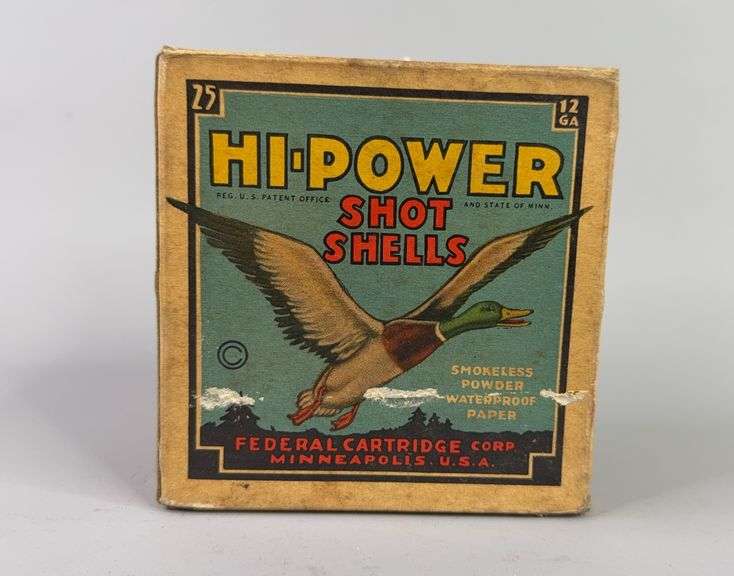 25
12
GA
HI-POWER
REG. U.S. PATENT OFFICE
AND STATE OF MINN.
SHOT
SHELLS
©
SMOKELESS
POWDER
WATERPROOF
PAPER
FEDERAL CARTRIDGE CORP.
MINNEAPOLIS, U.S.A.